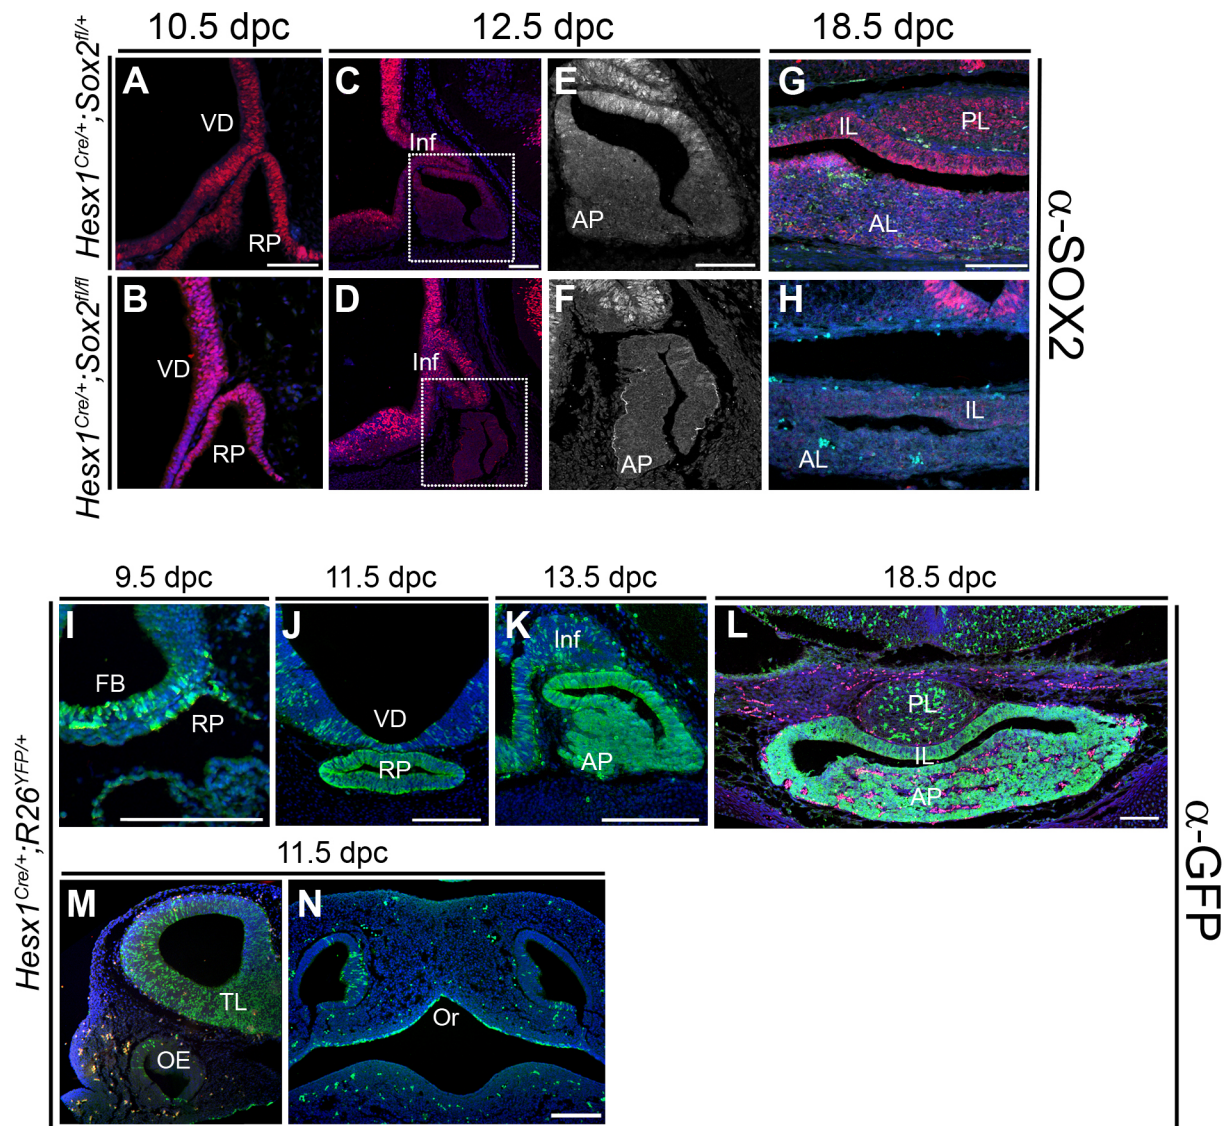 10.5 dpc 12.5 dpc 18.5 dpc
Hesx1Cre/+;Sox2fl/+
A VD RP
C Inf
E AP
G IL PL AL
Hesx1Cre/+;Sox2fl/fl
B VD RP
D Inf
F AP
H IL AL
α-SOX2
9.5 dpc 11.5 dpc 13.5 dpc 18.5 dpc
Hesx1Cre/+;R26YFP/+
I FB RP
J VD RP
K Inf AP
L PL IL AP
11.5 dpc
M TL OE
N Or
α-GFP